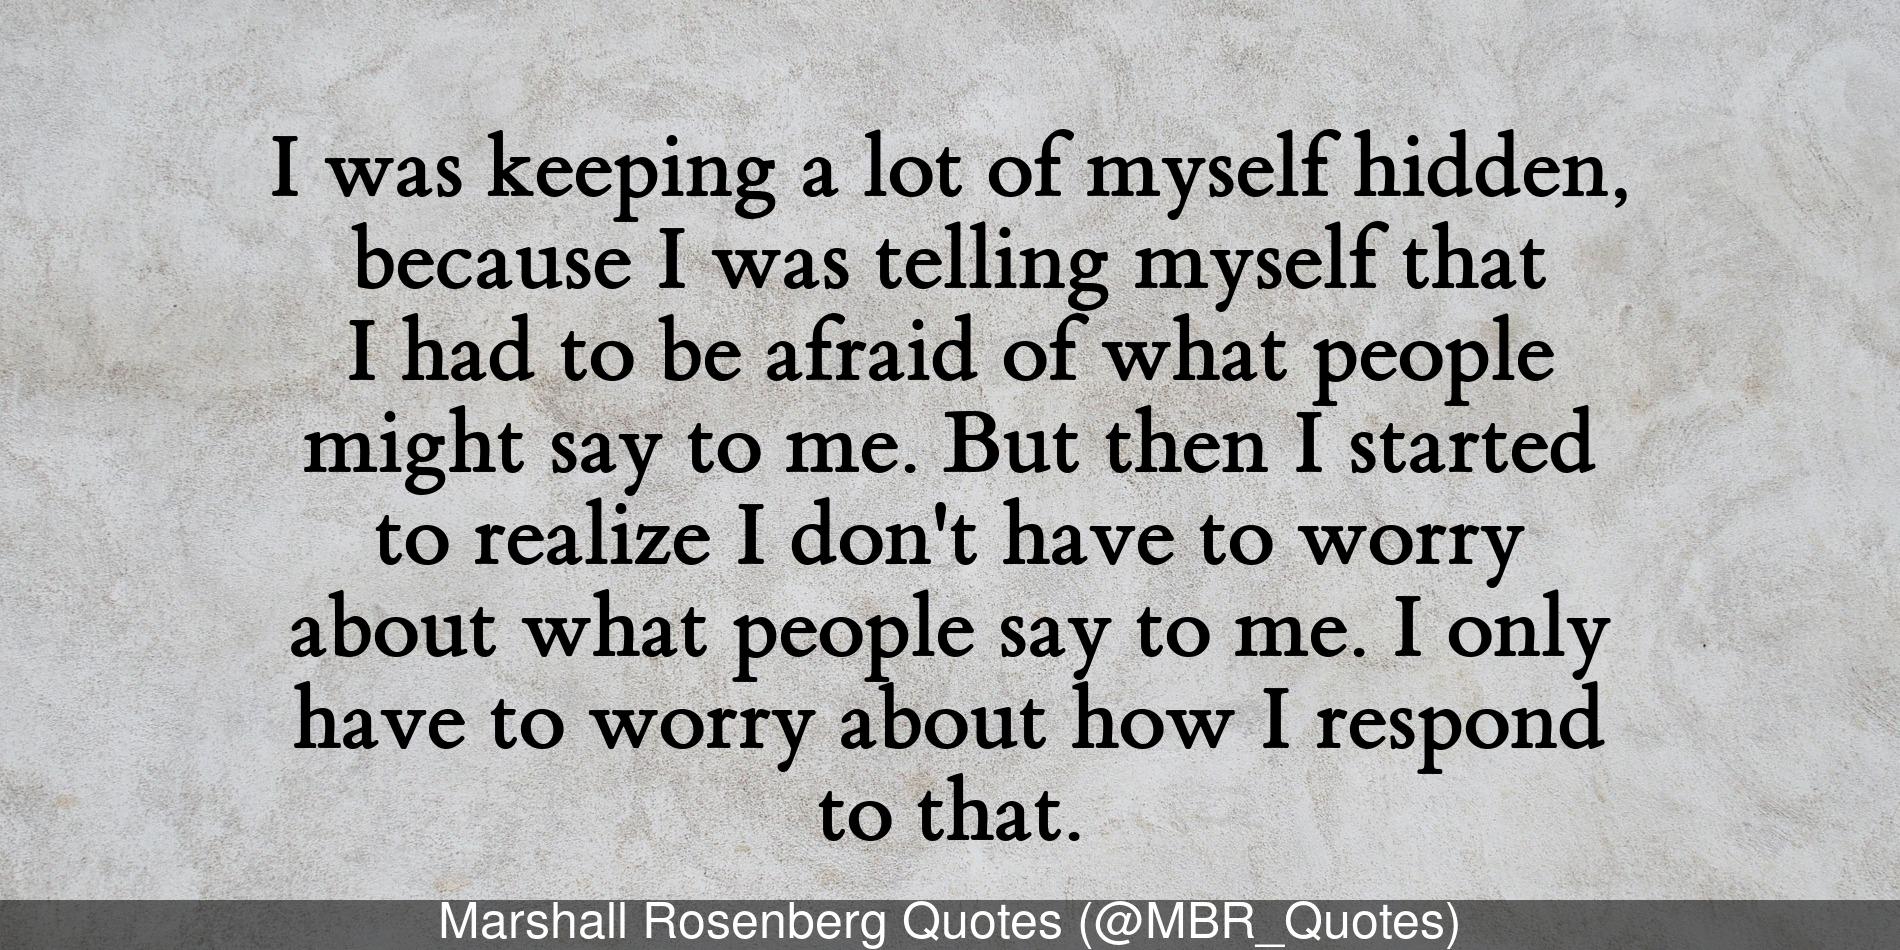 I was keeping a lot of myself hidden,
because I was telling myself that
I had to be afraid of what people
might say to me. But then I started
to realize I don't have to worry
about what people say to me. I only
have to worry about how I respond
to that.
Marshall Rosenberg Quotes (@MBR_Quotes)